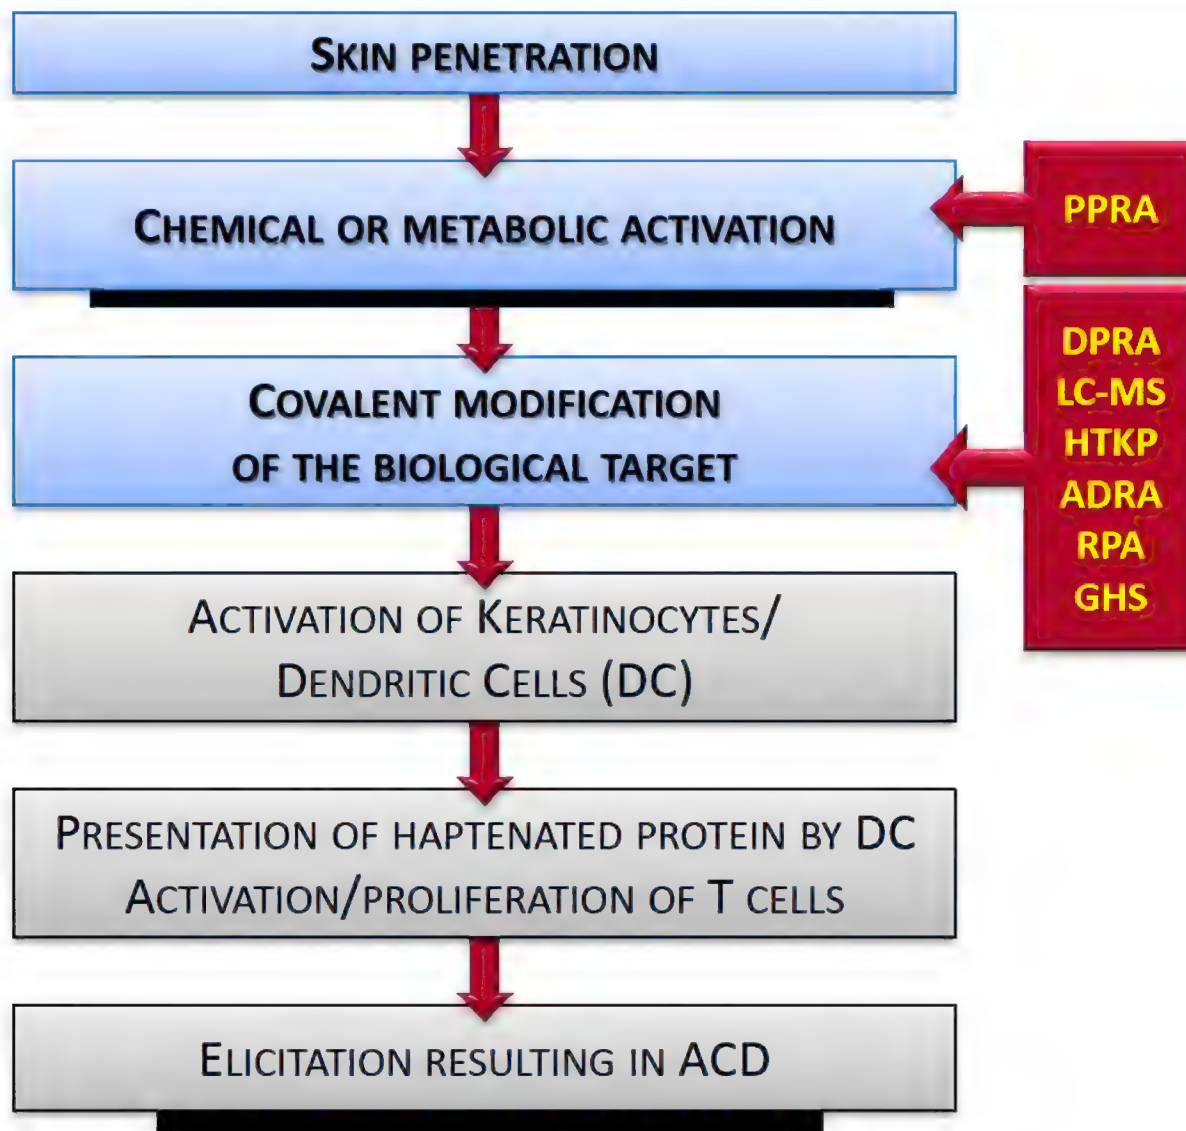 SKIN PENETRATION
CHEMICAL OR METABOLIC ACTIVATION
PPRA
COVALENT MODIFICATION
OF THE BIOLOGICAL TARGET
DPRA
LC-MS
HTKP
ADRA
RPA
GHS
ACTIVATION OF KERATINOCYTES/
DENDRITIC CELLS (DC)
PRESENTATION OF HAPTENATED PROTEIN BY DC
ACTIVATION/PROLIFERATION OF T CELLS
ELICITATION RESULTING IN ACD